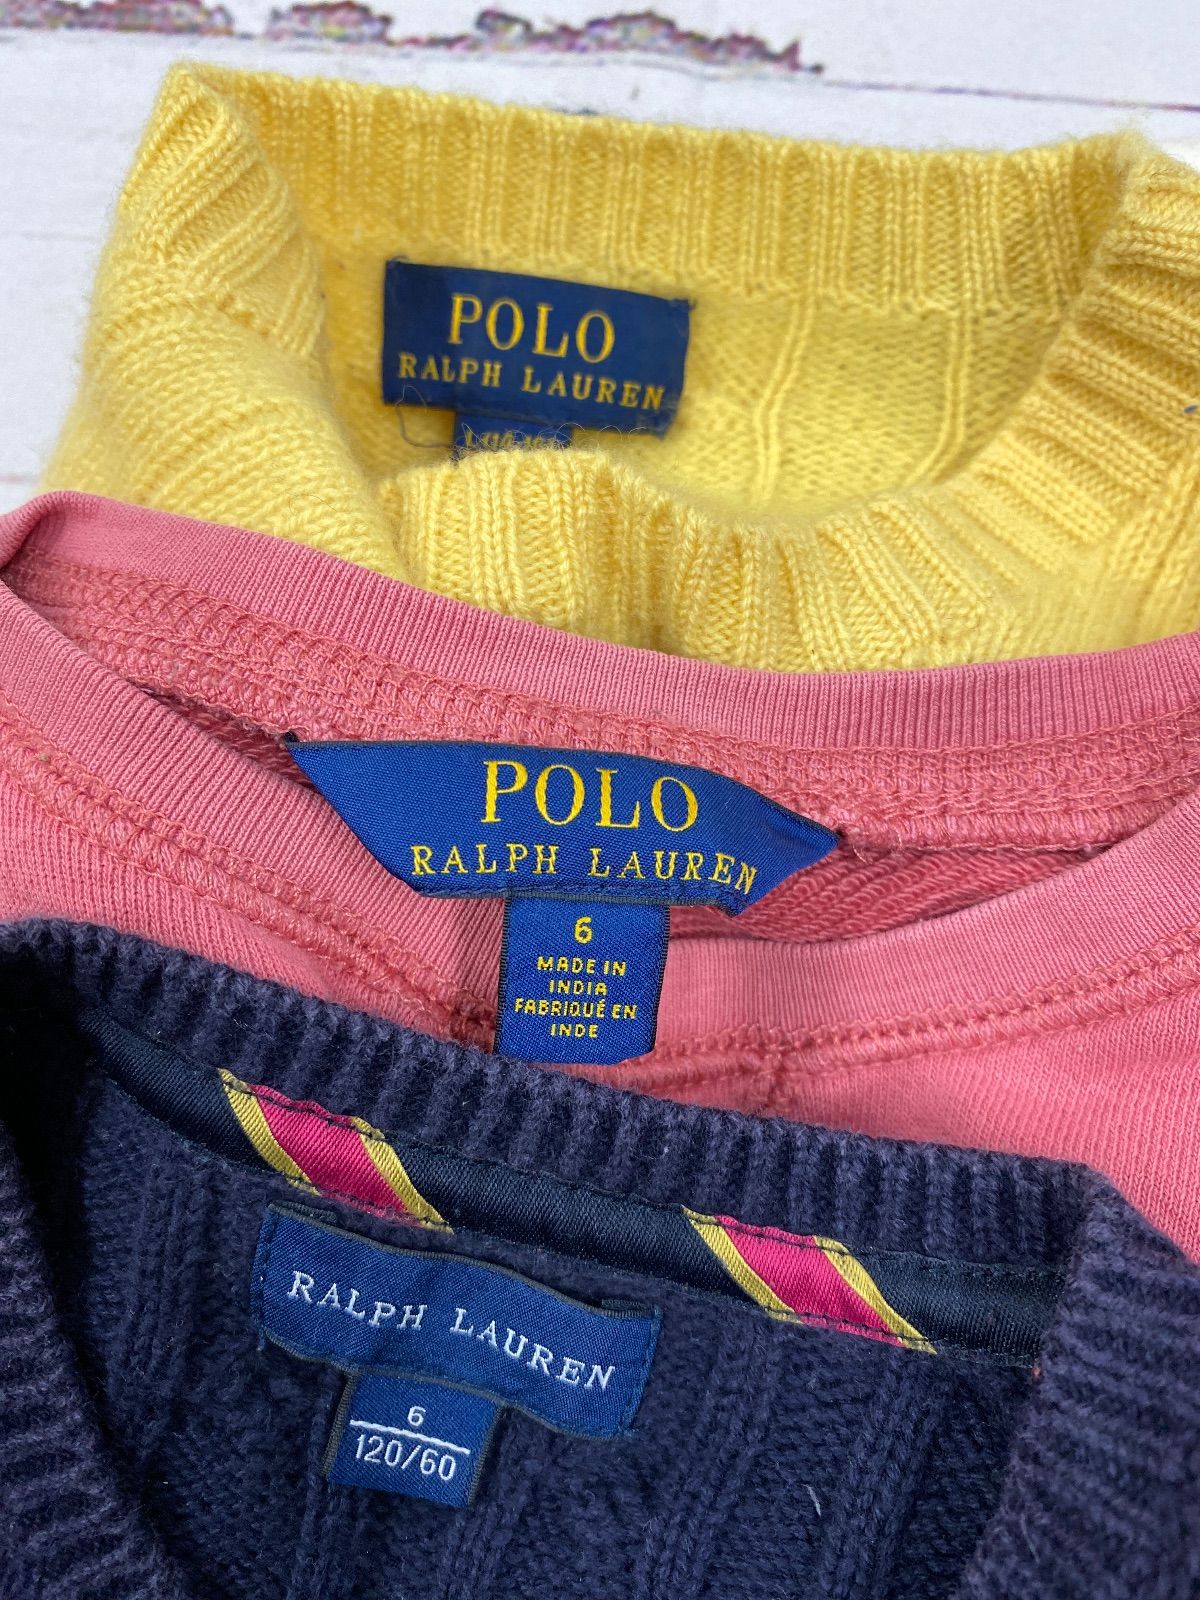 POLO
RALPH LAUREN
POLO
RALPH LAUREN
6
MADE IN
INDIA
FABRIQUÉ EN
INDE
RALPH LAUREN
6
120/60